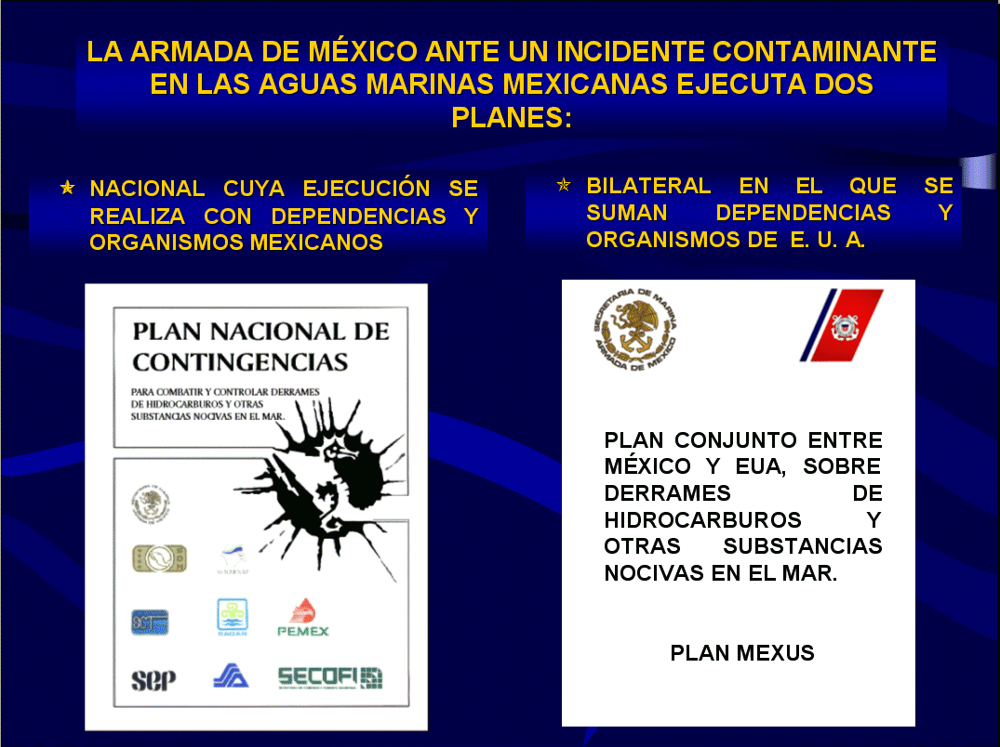 LA ARMADA DE MÉXICO ANTE UN INCIDENTE CONTAMINANTE
EN LAS AGUAS MARINAS MEXICANAS EJECUTA DOS
PLANES:
NACIONAL CUYA EJECUCIÓN SE
REALIZA CON DEPENDENCIAS Y
ORGANISMOS MEXICANOS
BILATERAL EN EL QUE SE
SUMAN DEPENDENCIAS Y
ORGANISMOS DE E. U. A.
PLAN NACIONAL DE
CONTINGENCIAS
PARA COMBATIR Y CONTROLAR DERRAMES
DE HIDROCARBUROS Y OTRAS
SUBSTANCIAS NOCIVAS EN EL MAR.
SCT
SAGAR
PEMEX
SEP
SECOFI
SECRETARIA DE MARINA
ARMADA DE MEXICO
PLAN CONJUNTO ENTRE
MÉXICO Y EUA, SOBRE
DERRAMES DE
HIDROCARBUROS Y
OTRAS SUBSTANCIAS
NOCIVAS EN EL MAR.
PLAN MEXUS